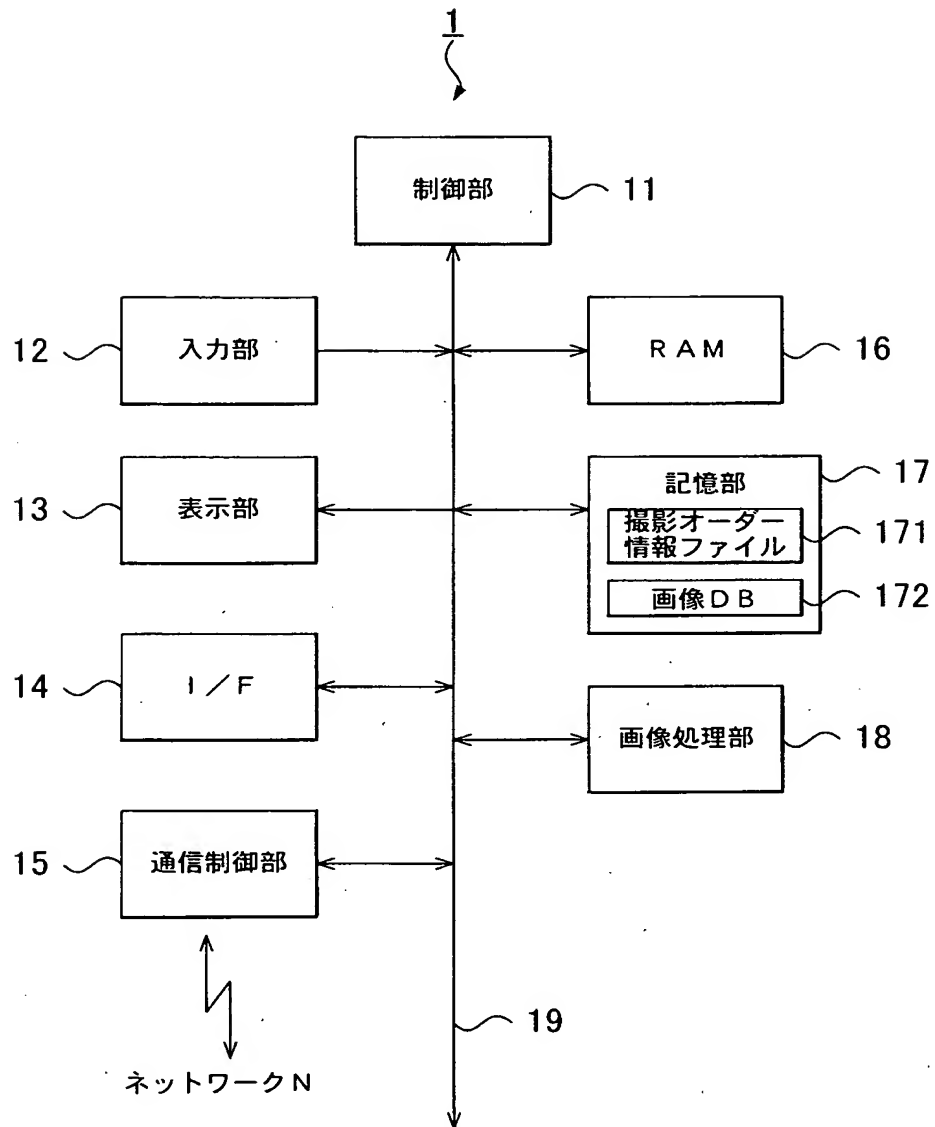 1
制御部
11
12
入力部
RAM
16
13
表示部
記憶部
17
撮影オーダー
情報ファイル
171
画像DB
172
14
I/F
画像処理部
18
15
通信制御部
19
ネットワークN